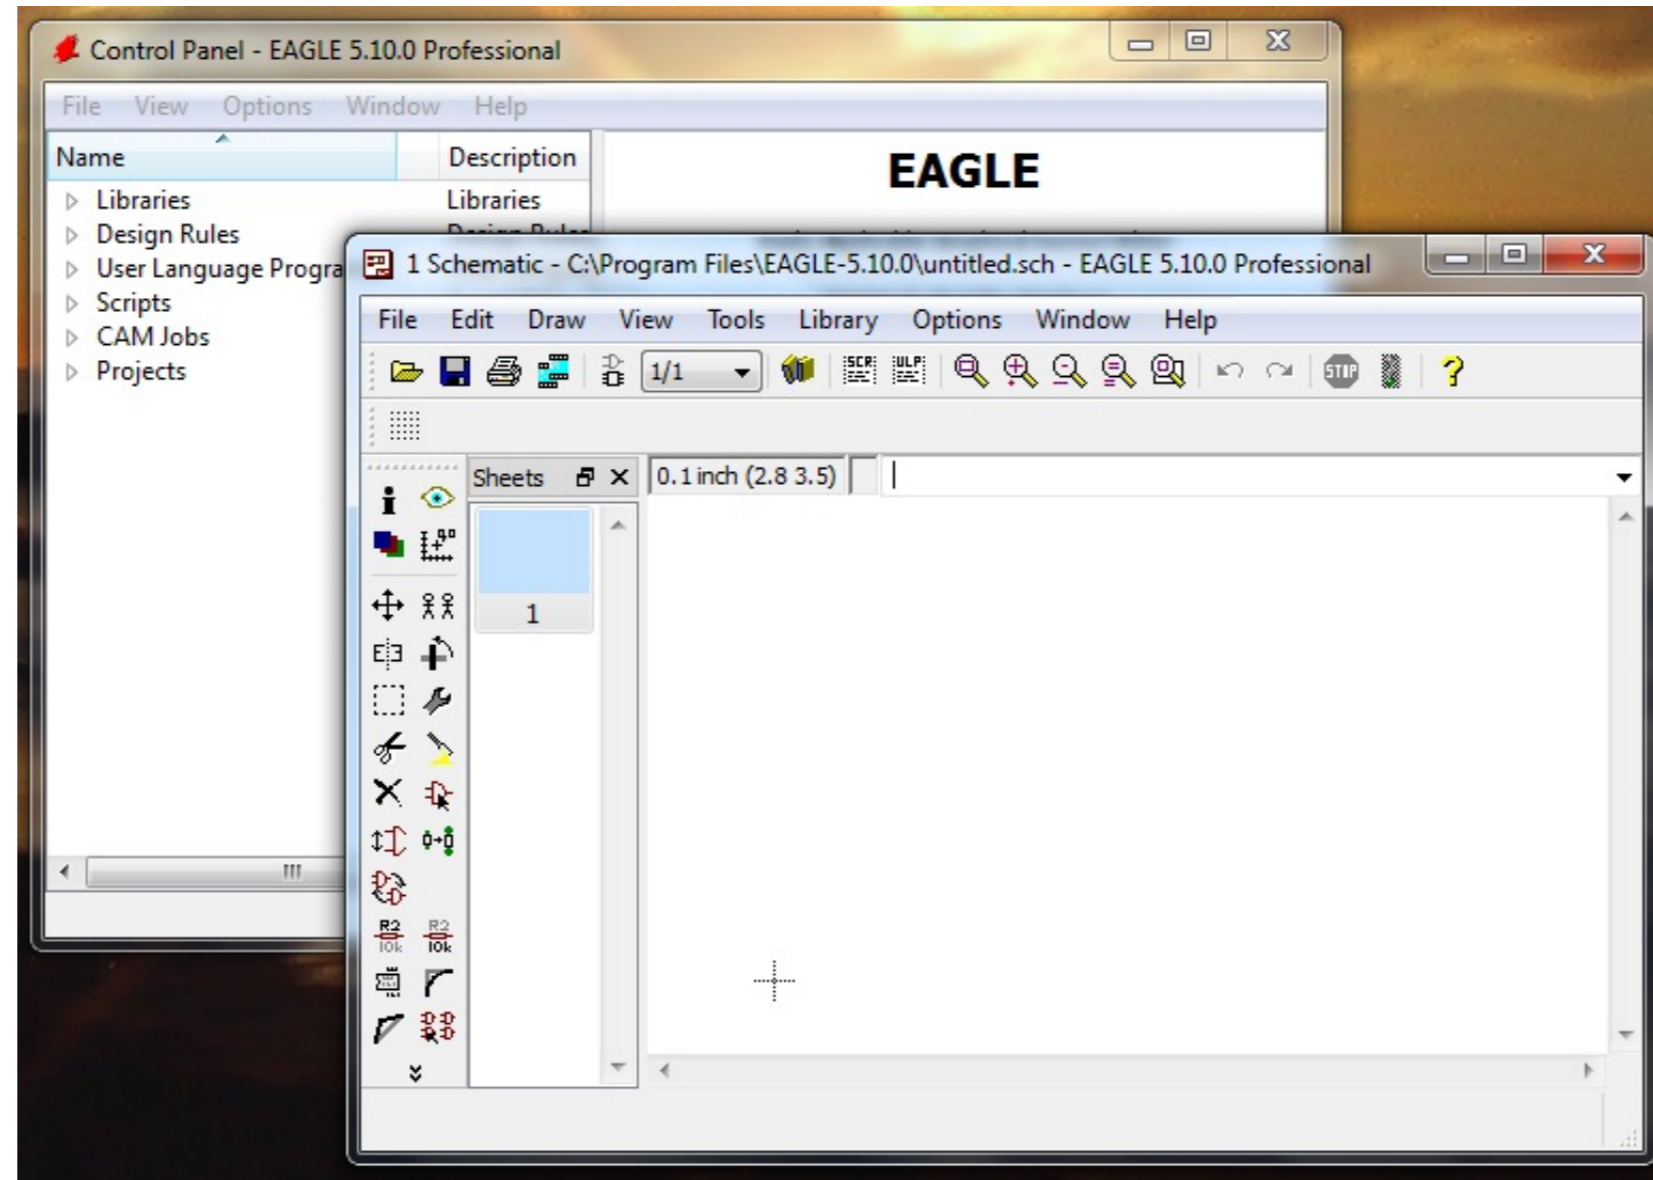 Control Panel - EAGLE 5.10.0 Professional
File View Options Window Help
Name Description
EAGLE
Libraries Libraries
Design Rules Design Rules
User Language Progra
Scripts
CAM Jobs
Projects
1 Schematic - C:\Program Files\EAGLE-5.10.0\untitled.sch - EAGLE 5.10.0 Professional
File Edit Draw View Tools Library Options Window Help
1/1 SCR ULP STOP ?
Sheets 0.1 inch (2.8 3.5)
1
R2 R2
10k 10k